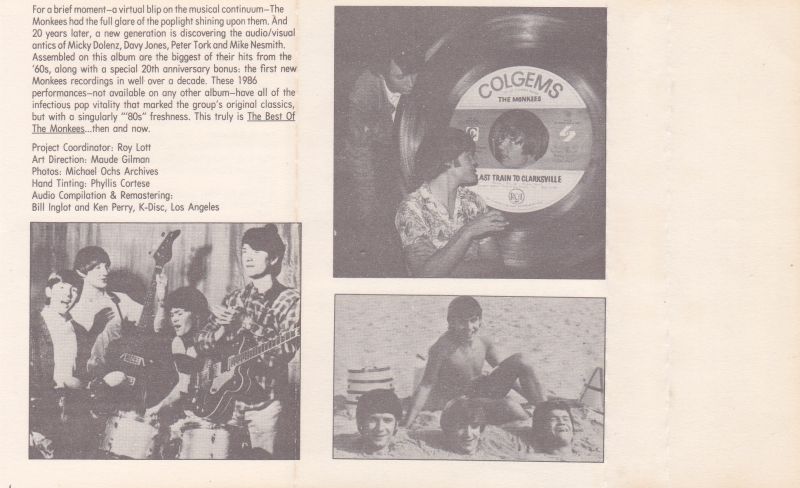 For a brief moment—a virtual blip on the musical continuum—The
Monkees had the full glare of the poplight shining upon them. And
20 years later, a new generation is discovering the audio/visual
antics of Micky Dolenz, Davy Jones, Peter Tork and Mike Nesmith.
Assembled on this album are the biggest of their hits from the
'60s, along with a special 20th anniversary bonus: the first new
Monkees recordings in well over a decade. These 1986
performances—not available on any other album—have all of the
infectious pop vitality that marked the group's original classics,
but with a singularly "'80s" freshness. This truly is The Best Of
The Monkees...then and now.
Project Coordinator: Roy Lott
Art Direction: Maude Gilman
Photos: Michael Ochs Archives
Hand Tinting: Phyllis Cortese
Audio Compilation & Remastering:
Bill Inglot and Ken Perry, K-Disc, Los Angeles
COLGEMS
THE MONKEES
LAST TRAIN TO CLARKSVILLE
RCA